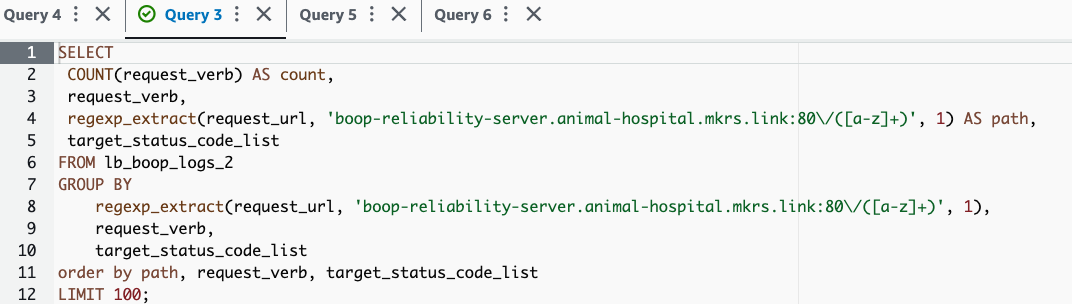 Query 4 Query 3 Query 5 Query 6
1 SELECT
2 COUNT(request_verb) AS count,
3 request_verb,
4 regexp_extract(request_url, 'boop-reliability-server.animal-hospital.mkrs.link:80\/([a-z]+)', 1) AS path,
5 target_status_code_list
6 FROM lb_boop_logs_2
7 GROUP BY
8 regexp_extract(request_url, 'boop-reliability-server.animal-hospital.mkrs.link:80\/([a-z]+)', 1),
9 request_verb,
10 target_status_code_list
11 order by path, request_verb, target_status_code_list
12 LIMIT 100;